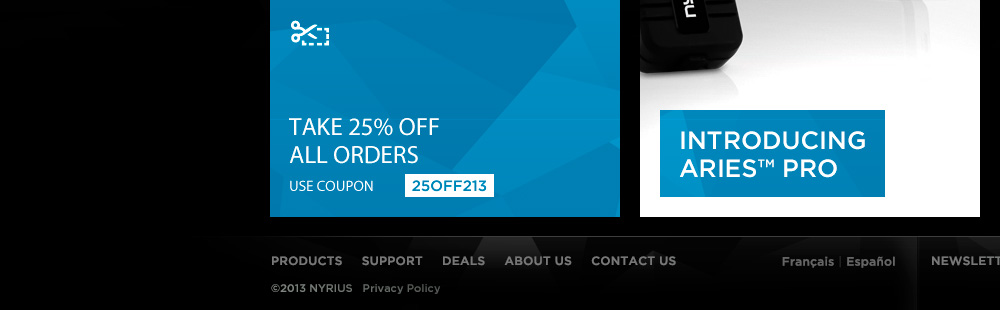 TAKE 25% OFF
ALL ORDERS
USE COUPON 25OFF213
INTRODUCING
ARIES™ PRO
PRODUCTS SUPPORT DEALS ABOUT US CONTACT US
Français | Español
NEWSLETT
©2013 NYRIUS Privacy Policy